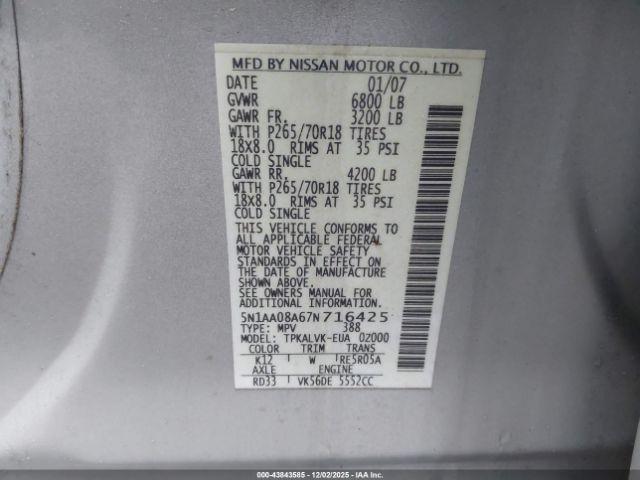 MFD BY NISSAN MOTOR CO., LTD.
DATE 01/07
GVWR 6800 LB
GAWR FR. 3200 LB
WITH P265/70R18 TIRES
18X8.0 RIMS AT 35 PSI
COLD SINGLE
GAWR RR. 4200 LB
WITH P265/70R18 TIRES
18X8.0 RIMS AT 35 PSI
COLD SINGLE
THIS VEHICLE CONFORMS TO
ALL APPLICABLE FEDERAL
MOTOR VEHICLE SAFETY
STANDARDS IN EFFECT ON
THE DATE OF MANUFACTURE
SHOWN ABOVE.
SEE OWNERS MANUAL FOR
ADDITIONAL INFORMATION.
5N1AA08A67N716425
TYPE: MPV 388
MODEL: TPKALVK-EUA 0Z000
COLOR TRIM TRANS
K12 W RE5R05A
AXLE ENGINE
RD33 VK56DE 5552CC
000-43843585 | 12/02/2025 | IAA Inc.